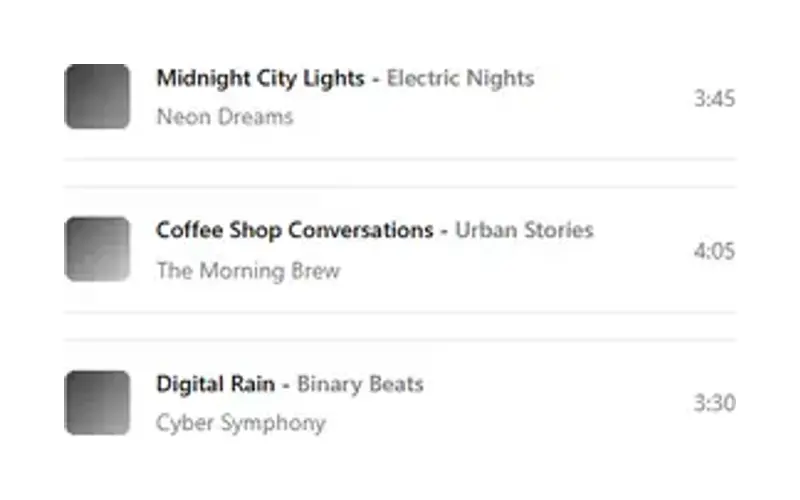 Midnight City Lights - Electric Nights
Neon Dreams
3:45
Coffee Shop Conversations - Urban Stories
The Morning Brew
4:05
Digital Rain - Binary Beats
Cyber Symphony
3:30